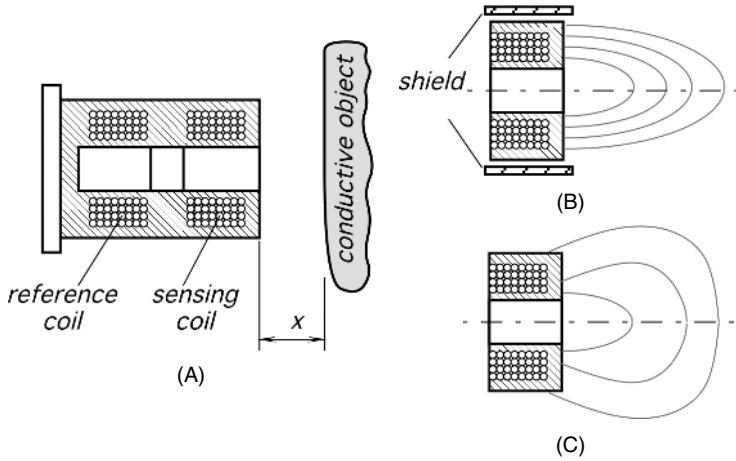 reference
coil
sensing
coil
x
conductive object
(A)
shield
(B)
(C)